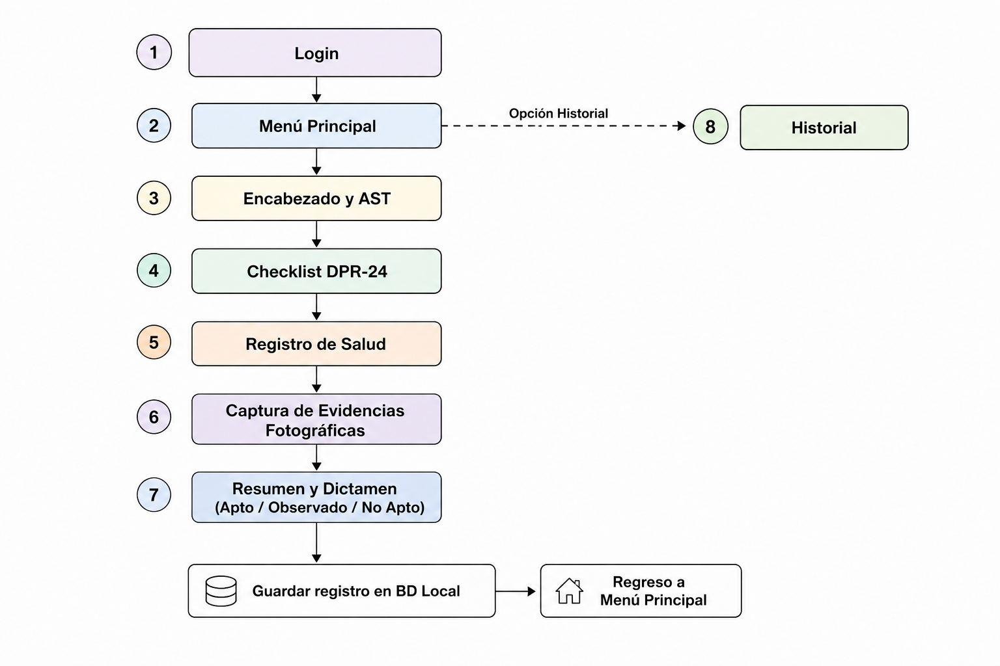 1
Login
2
Menú Principal
Opción Historial
8
Historial
3
Encabezado y AST
4
Checklist DPR-24
5
Registro de Salud
6
Captura de Evidencias
Fotográficas
7
Resumen y Dictamen
(Apto / Observado / No Apto)
Guardar registro en BD Local
Regreso a
Menú Principal